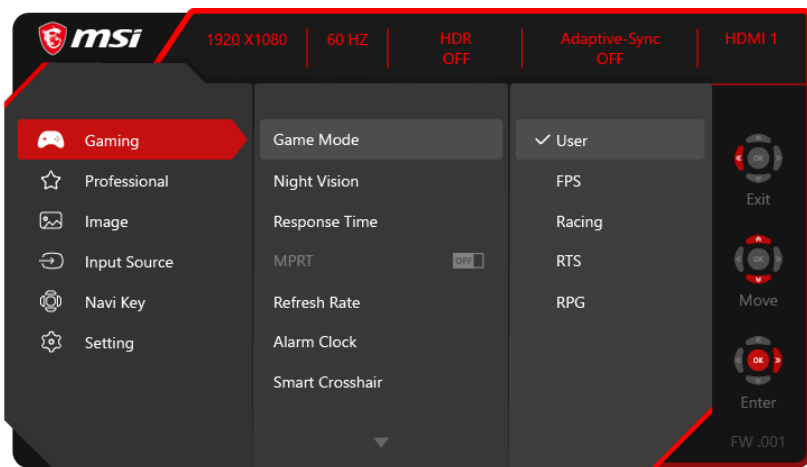 msi
1920 X1080
60 HZ
HDR
OFF
Adaptive-Sync
OFF
HDMI 1
Gaming
Professional
Image
Input Source
Navi Key
Setting
Game Mode
Night Vision
Response Time
MPRT
OFF
Refresh Rate
Alarm Clock
Smart Crosshair
User
FPS
Racing
RTS
RPG
OK
Exit
OK
Move
OK
Enter
FW .001